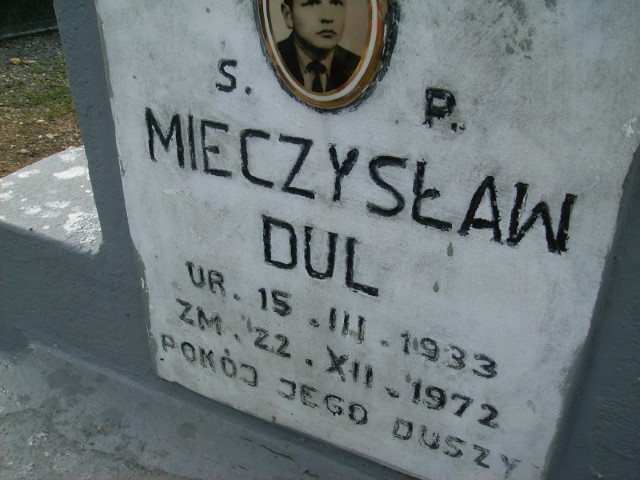 S. P.
MIECZYSŁAW
DUL
UR. 15. III. 1933
ZM. 22. XII. 1972
POKÓJ JEGO DUSZY